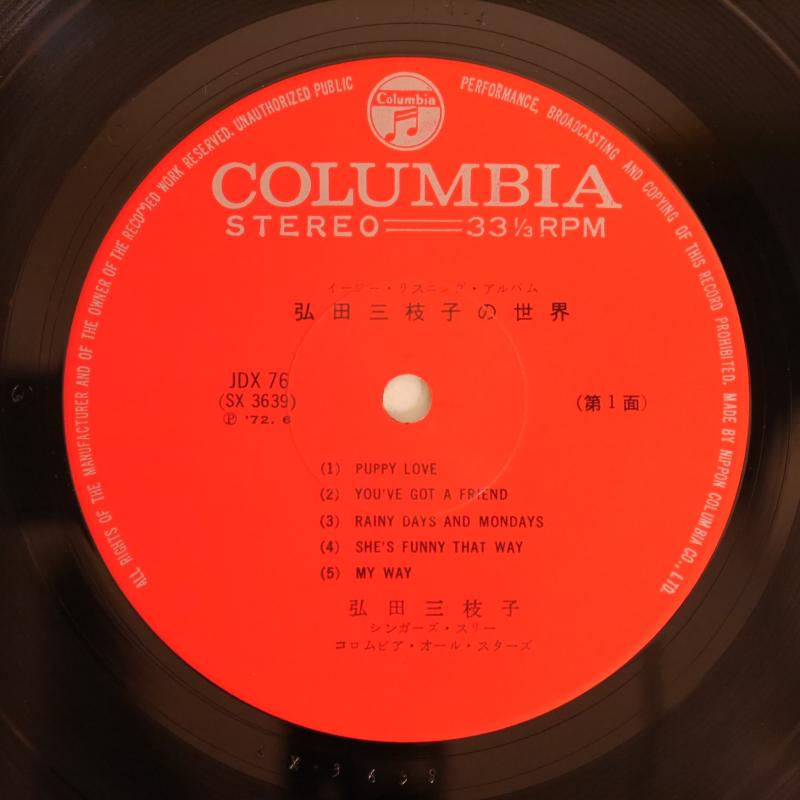 ALL RIGHTS OF THE MANUFACTURER AND OF THE OWNER OF THE RECORDED WORK RESERVED. UNAUTHORIZED PUBLIC PERFORMANCE, BROADCASTING AND COPYING OF THIS RECORD PROHIBITED. MADE BY NIPPON COLUMBIA CO., LTD.
Columbia
COLUMBIA
STEREO 33 1/3 RPM
イージー・リスニング・アルバム
弘田三枝子の世界
JDX 76
(SX 3639)
Ⓟ '72. 6
(第1面)
(1) PUPPY LOVE
(2) YOU'VE GOT A FRIEND
(3) RAINY DAYS AND MONDAYS
(4) SHE'S FUNNY THAT WAY
(5) MY WAY
弘田三枝子
シンガーズ・スリー
コロムビア・オール・スターズ
X-3639